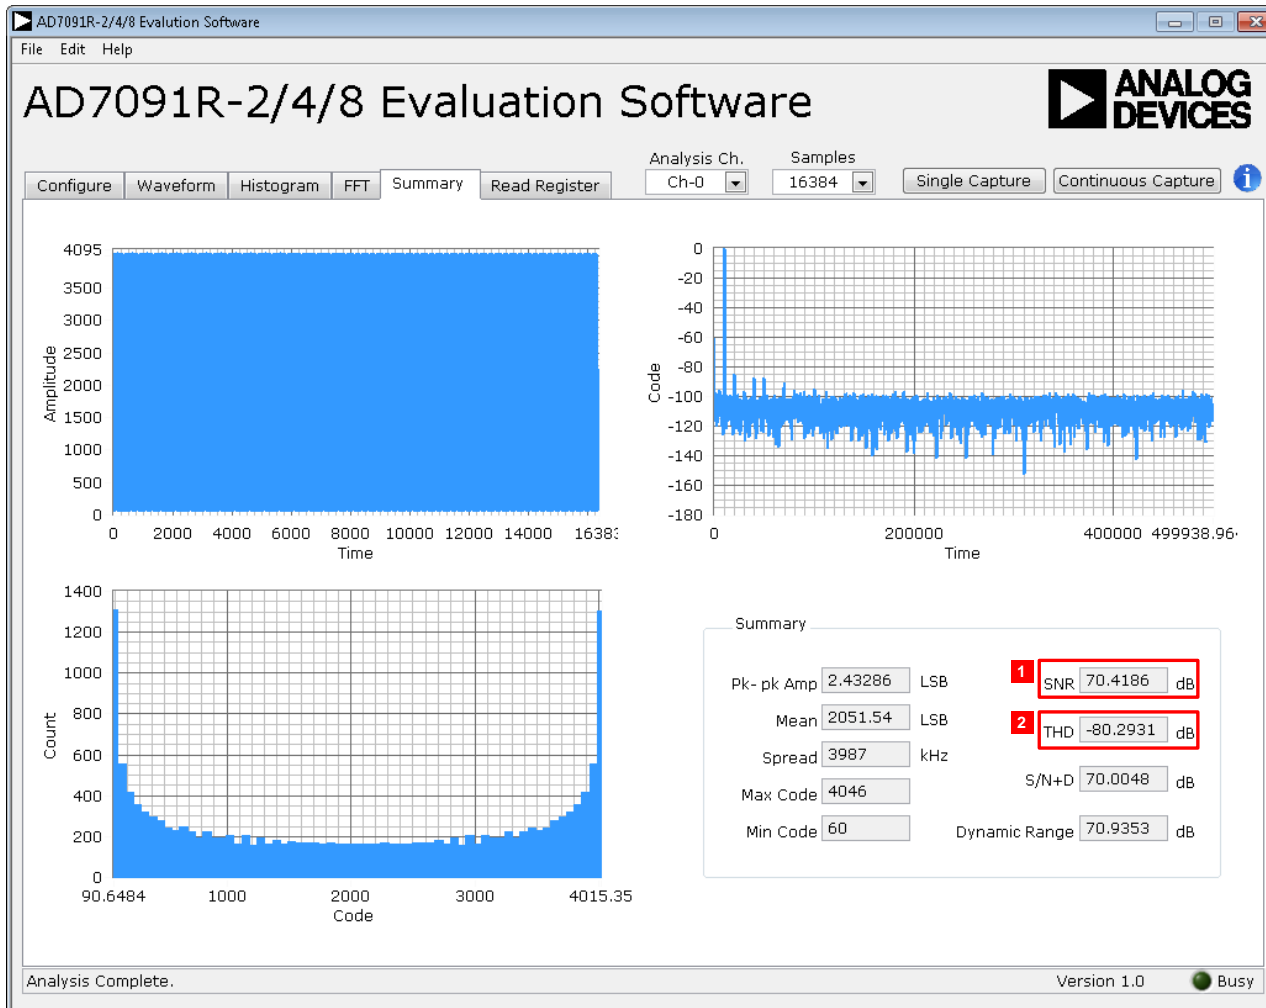 AD7091R-2/4/8 Evalution Software
File Edit Help
AD7091R-2/4/8 Evaluation Software
ANALOG
DEVICES
Analysis Ch. Samples
Configure Waveform Histogram FFT Summary Read Register Ch-0 16384 Single Capture Continuous Capture i
4095
3500
3000
2500
2000
1500
1000
500
0
Amplitude
0 2000 4000 6000 8000 10000 12000 14000 16383
Time
0
-20
-40
-60
-80
-100
-120
-140
-160
-180
Code
0 200000 400000 499938.96
Time
1400
1200
1000
800
600
400
200
0
Count
90.6484 1000 2000 3000 4015.35
Code
Summary
Pk- pk Amp 2.43286 LSB
Mean 2051.54 LSB
Spread 3987 kHz
Max Code 4046
Min Code 60
1 SNR 70.4186 dB
2 THD -80.2931 dB
S/N+D 70.0048 dB
Dynamic Range 70.9353 dB
Analysis Complete.
Version 1.0 Busy